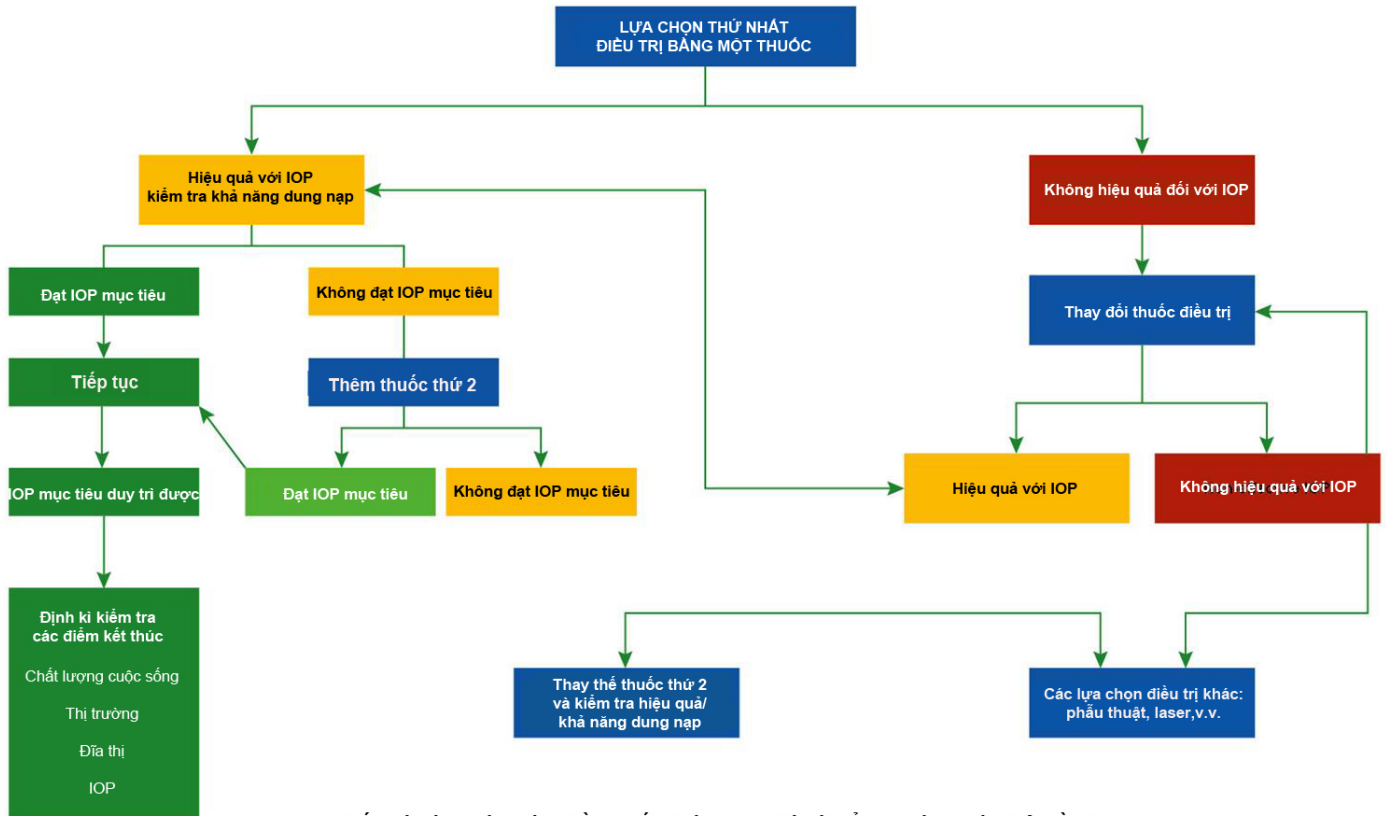 LỰA CHỌN THỨ NHẤT
ĐIỀU TRỊ BẰNG MỘT THUỐC
Hiệu quả với IOP
kiểm tra khả năng dung nạp
Không hiệu quả đối với IOP
Đạt IOP mục tiêu
Không đạt IOP mục tiêu
Thay đổi thuốc điều trị
Tiếp tục
Thêm thuốc thứ 2
IOP mục tiêu duy trì được
Đạt IOP mục tiêu
Không đạt IOP mục tiêu
Hiệu quả với IOP
Không hiệu quả với IOP
Định kì kiểm tra
các điểm kết thúc
Chất lượng cuộc sống
Thị trường
Đĩa thị
IOP
Thay thế thuốc thứ 2
và kiểm tra hiệu quả/
khả năng dung nạp
Các lựa chọn điều trị khác:
phẫu thuật, laser,v.v.